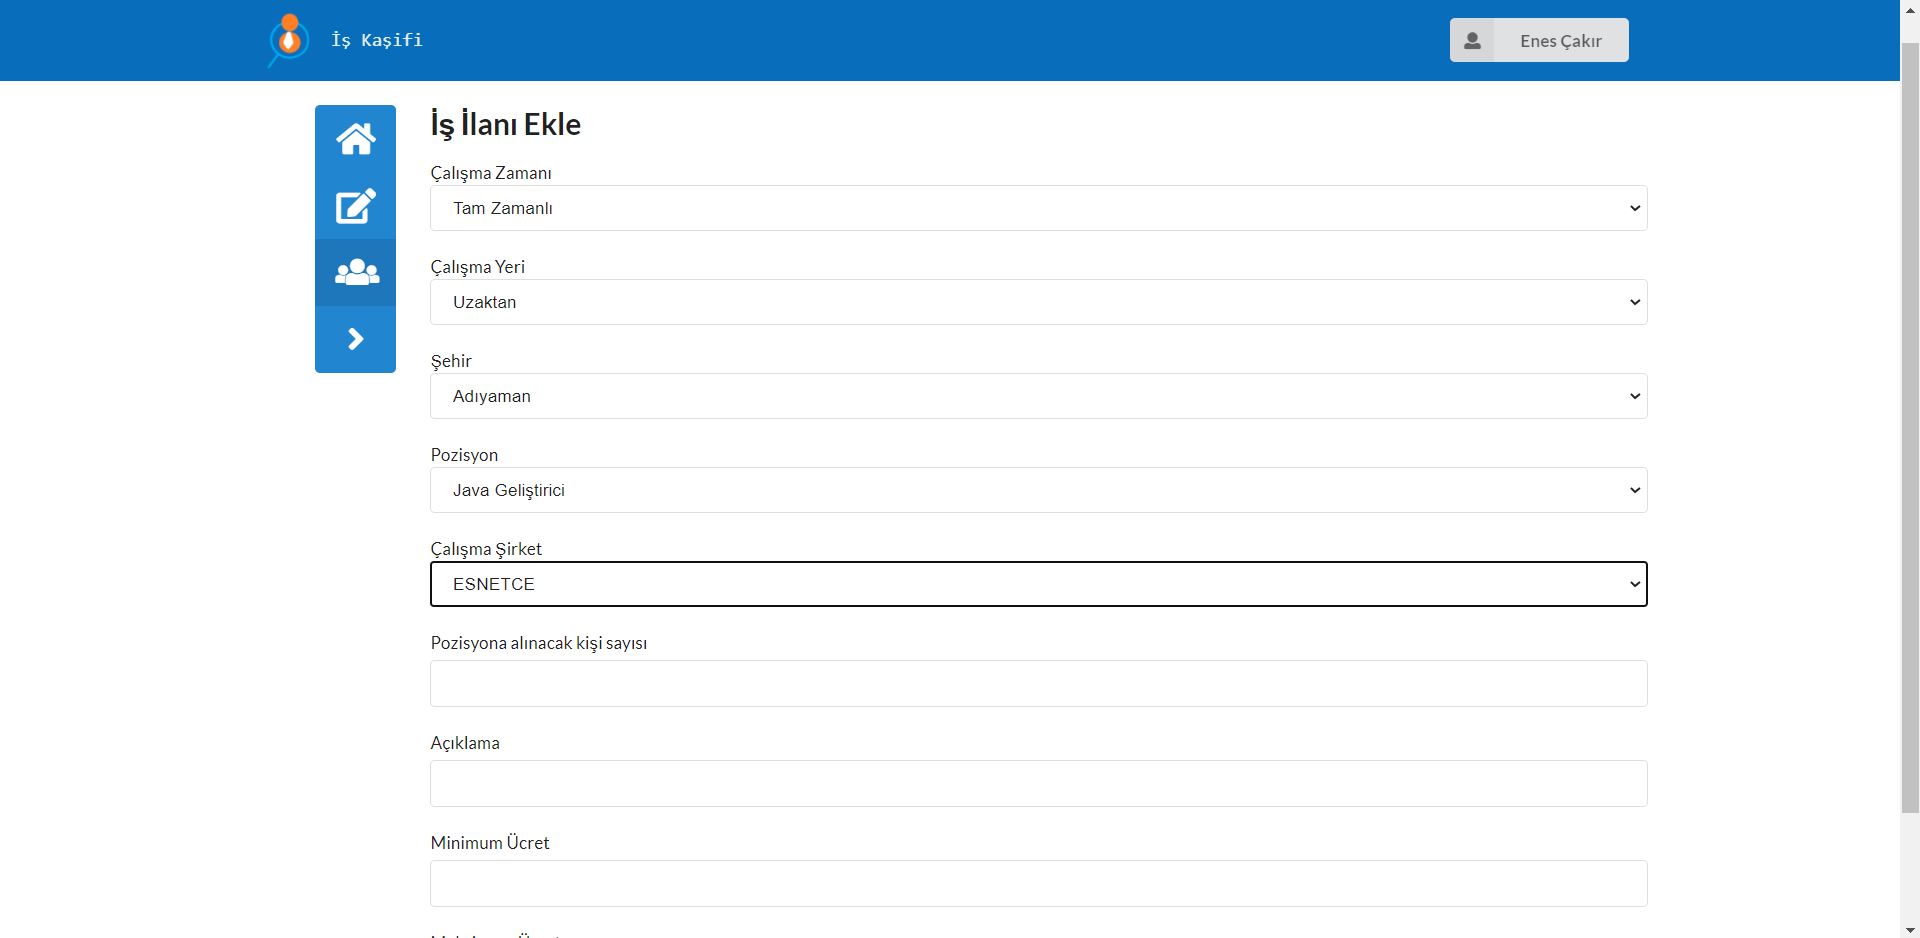 İş Kaşifi
Enes Çakır
İş İlanı Ekle
Çalışma Zamanı
Tam Zamanlı
Çalışma Yeri
Uzaktan
Şehir
Adıyaman
Pozisyon
Java Geliştirici
Çalışma Şirket
ESNETCE
Pozisyona alınacak kişi sayısı
Açıklama
Minimum Ücret